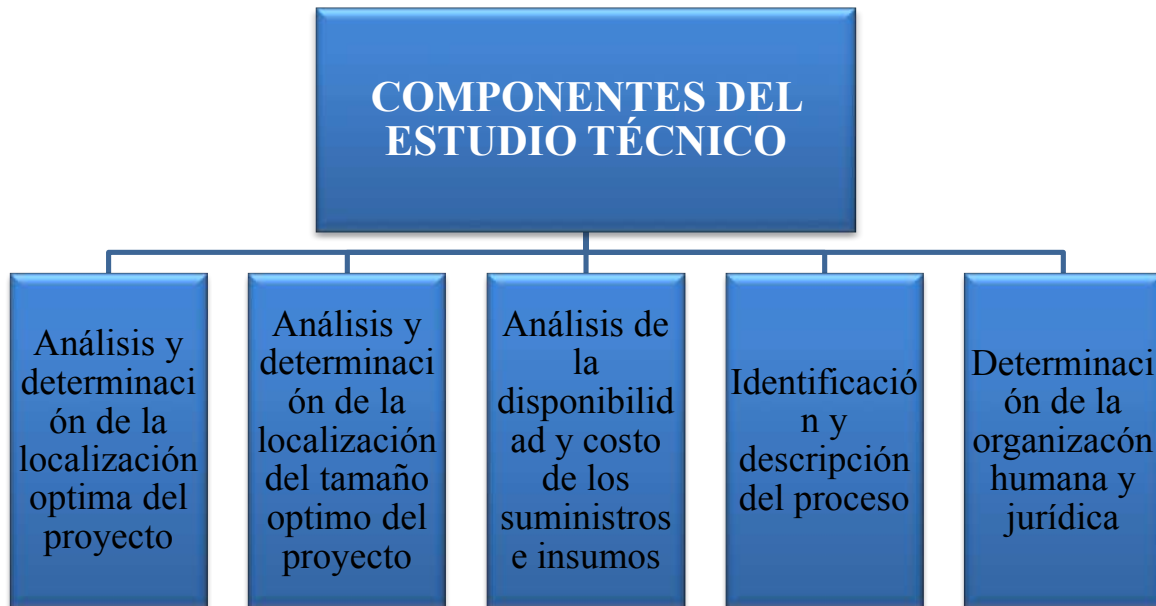 COMPONENTES DEL
ESTUDIO TÉCNICO
Análisis y
determinaci
ón de la
localización
optima del
proyecto
Análisis y
determinaci
ón de la
localización
del tamaño
optimo del
proyecto
Análisis de
la
disponibilid
ad y costo
de los
suministros
e insumos
Identificació
n y
descripción
del proceso
Determinaci
ón de la
organizacón
humana y
jurídica